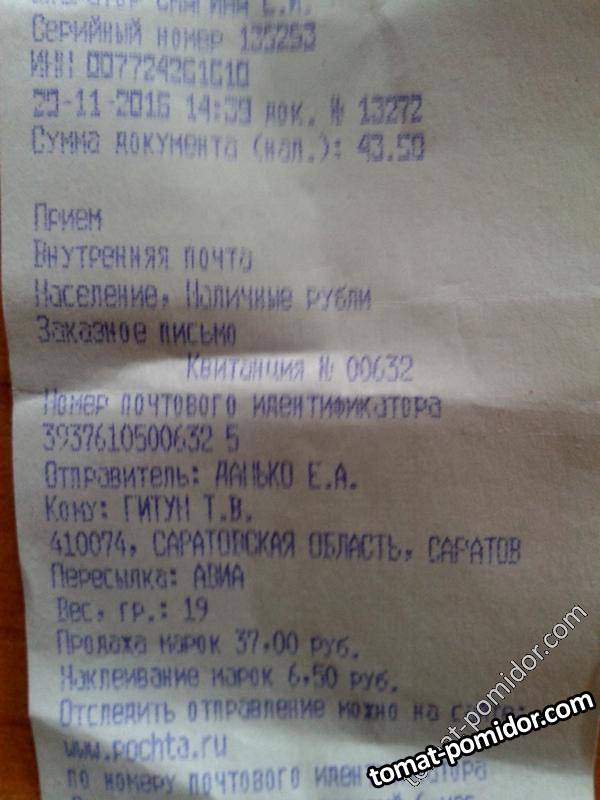 Серийный номер 135253
ИНН 007724261610
29-11-2016 14:39 док. № 13272
Сумма документа (нал.): 43.50
Прием
Внутренняя почта
Население, Наличные рубли
Заказное письмо
Квитанция № 00632
Номер почтового идентификатора
3937610500632 5
Отправитель: ДАНЬКО Е.А.
Кому: ГИТУН Т.В.
410074, САРАТОВСКАЯ ОБЛАСТЬ, САРАТОВ
Пересылка: АВИА
Вес, гр.: 19
Продажа марок 37,00 руб.
Наклеивание марок 6,50 руб.
Отследить отправление можно на сайте:
www.pochta.ru
по номеру почтового идентификатора
tomat-pomidor.com
tomat-pomidor.com